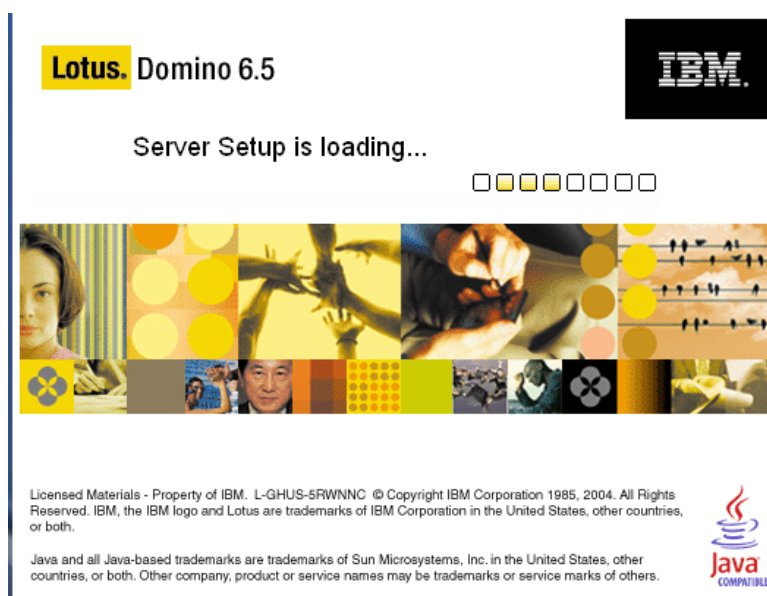 Lotus. Domino 6.5
IBM.
Server Setup is loading...
Licensed Materials - Property of IBM. L-GHUS-5RWNNC © Copyright IBM Corporation 1985, 2004. All Rights
Reserved. IBM, the IBM logo and Lotus are trademarks of IBM Corporation in the United States, other countries,
or both.
Java and all Java-based trademarks are trademarks of Sun Microsystems, Inc. in the United States, other
countries, or both. Other company, product or service names may be trademarks or service marks of others.
Java
COMPATIBLE